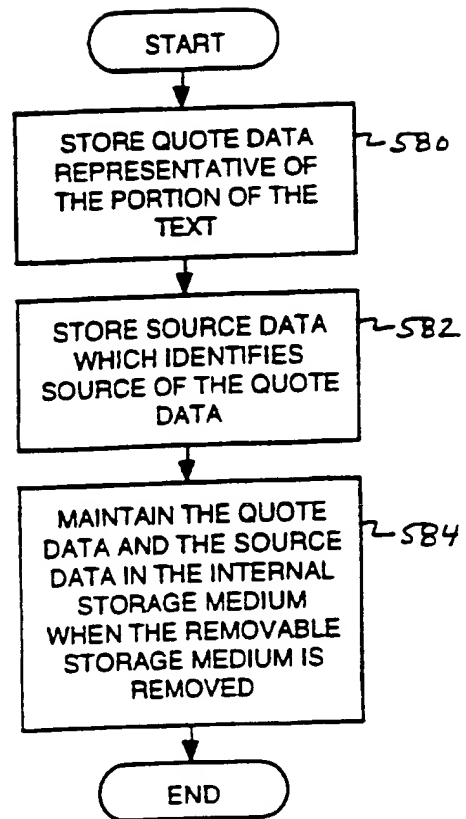 START
STORE QUOTE DATA
REPRESENTATIVE OF
THE PORTION OF THE
TEXT
580
STORE SOURCE DATA
WHICH IDENTIFIES
SOURCE OF THE QUOTE
DATA
582
MAINTAIN THE QUOTE
DATA AND THE SOURCE
DATA IN THE INTERNAL
STORAGE MEDIUM
WHEN THE REMOVABLE
STORAGE MEDIUM IS
REMOVED
584
END